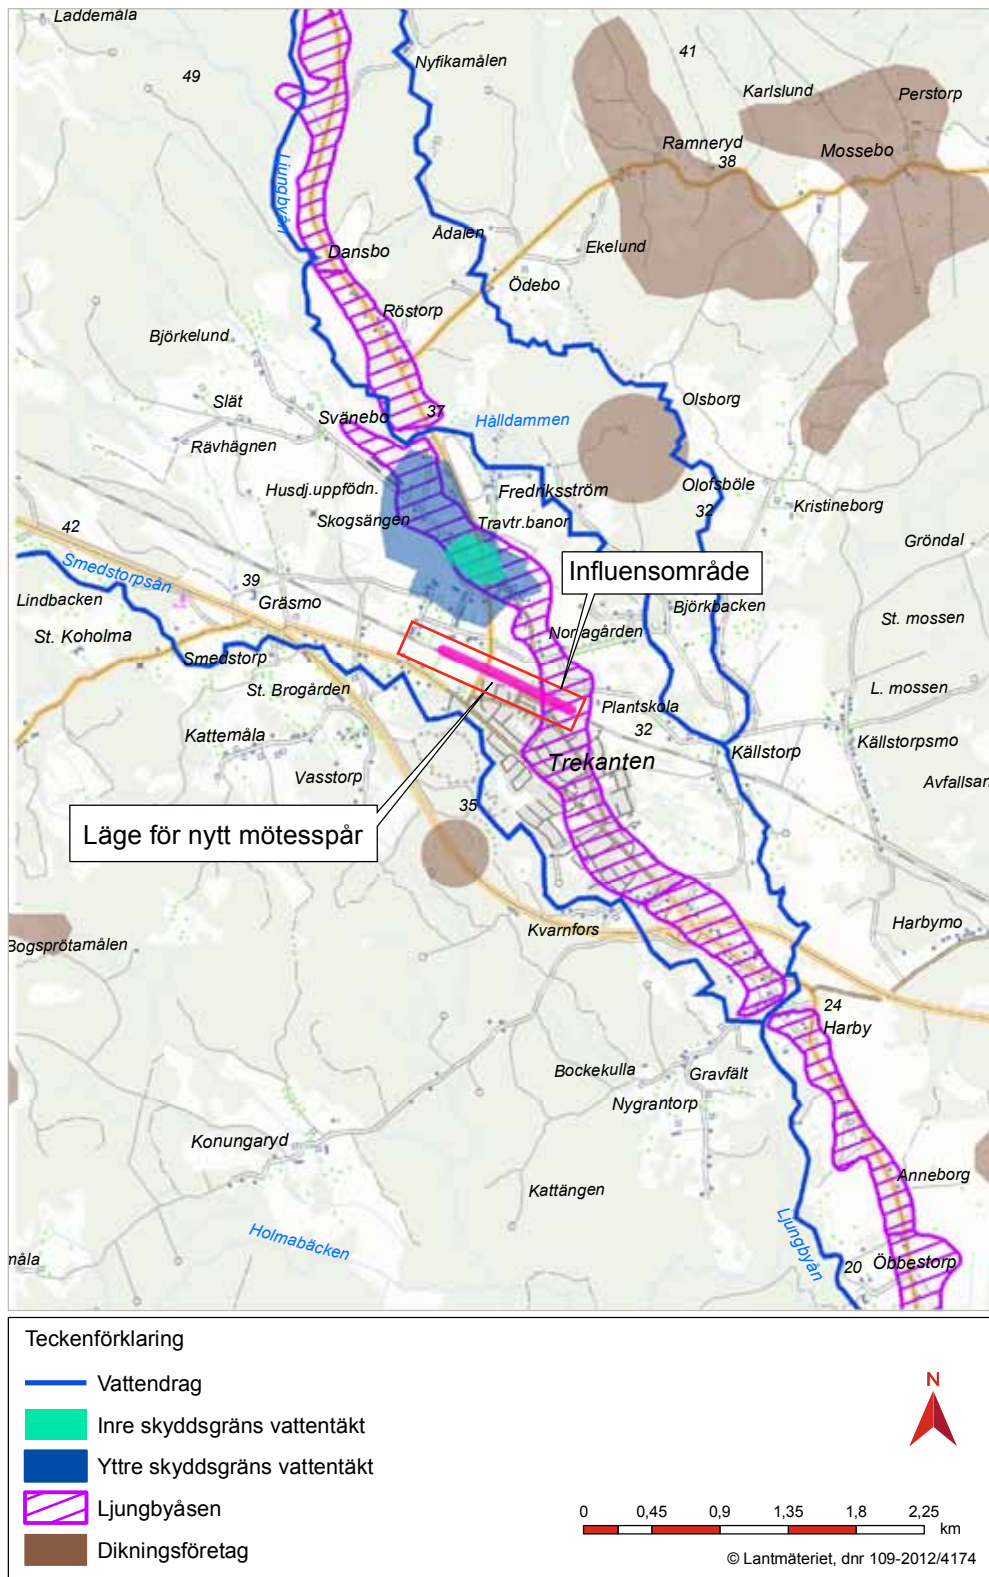 Laddemåla
Nyfikamålen
49
41
Karlslund
Perstorp
Ramneryd
38
Mossebo
Ljungbyån
Ådalen
Ekelund
Dansbo
Ödebo
Röstorp
Björkelund
Slät
Svänebo
37
Hålldammen
Olsborg
Rävhägnen
Husdj.uppfödn.
Fredriksström
Olofsböle
Kristineborg
Skogsängen
Travtr.banor
32
42
Gröndal
Smedstorpsån
Influensområde
39
Lindbacken
Gräsmo
Björkbacken
St. mossen
St. Koholma
Norragården
Smedstorp
St. Brogården
L. mossen
Plantskola
32
Kattemåla
Källstorp
Källstorpsmo
Vasstorp
Trekanten
Avfallsan
35
Läge för nytt mötesspår
Kvarnfors
Harbymo
Bogsprötamålen
24
Harby
Bockekulla
Gravfält
Nygrantorp
Konungaryd
Anneborg
Kattängen
Ljungbyån
Holmabäcken
måla
20
Öbbestorp
Teckenförklaring
Vattendrag
Inre skyddsgräns vattentäkt
Yttre skyddsgräns vattentäkt
Ljungbyåsen
Dikningsföretag
N
0 0,45 0,9 1,35 1,8 2,25
km
© Lantmäteriet, dnr 109-2012/4174